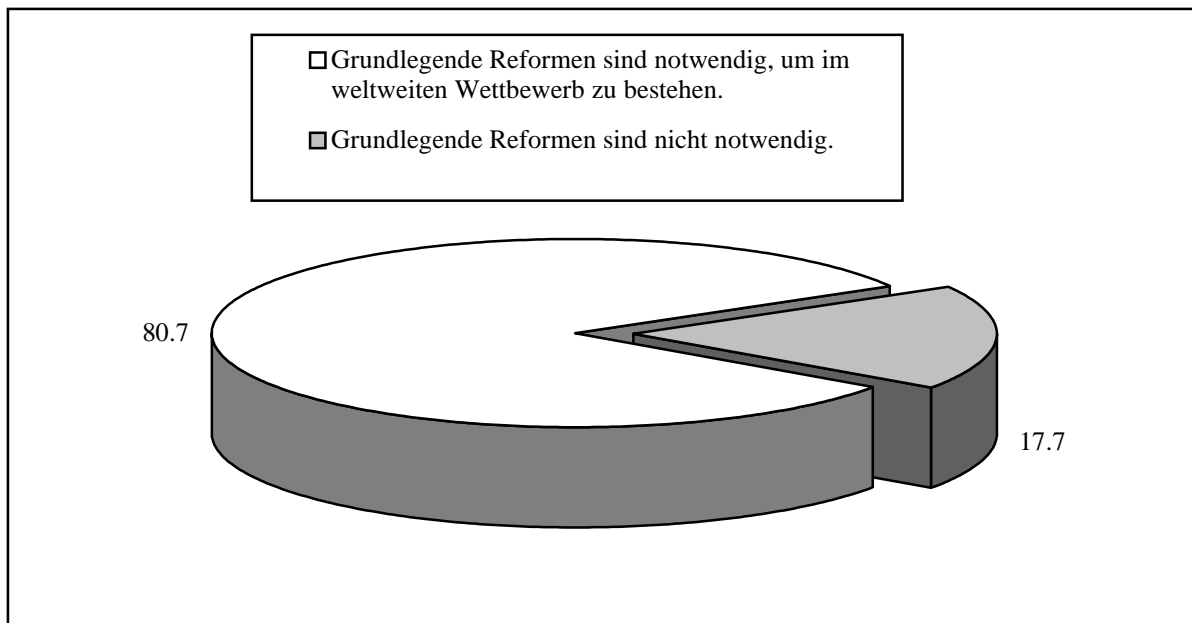 Grundlegende Reformen sind notwendig, um im
weltweiten Wettbewerb zu bestehen.
Grundlegende Reformen sind nicht notwendig.
80.7
17.7